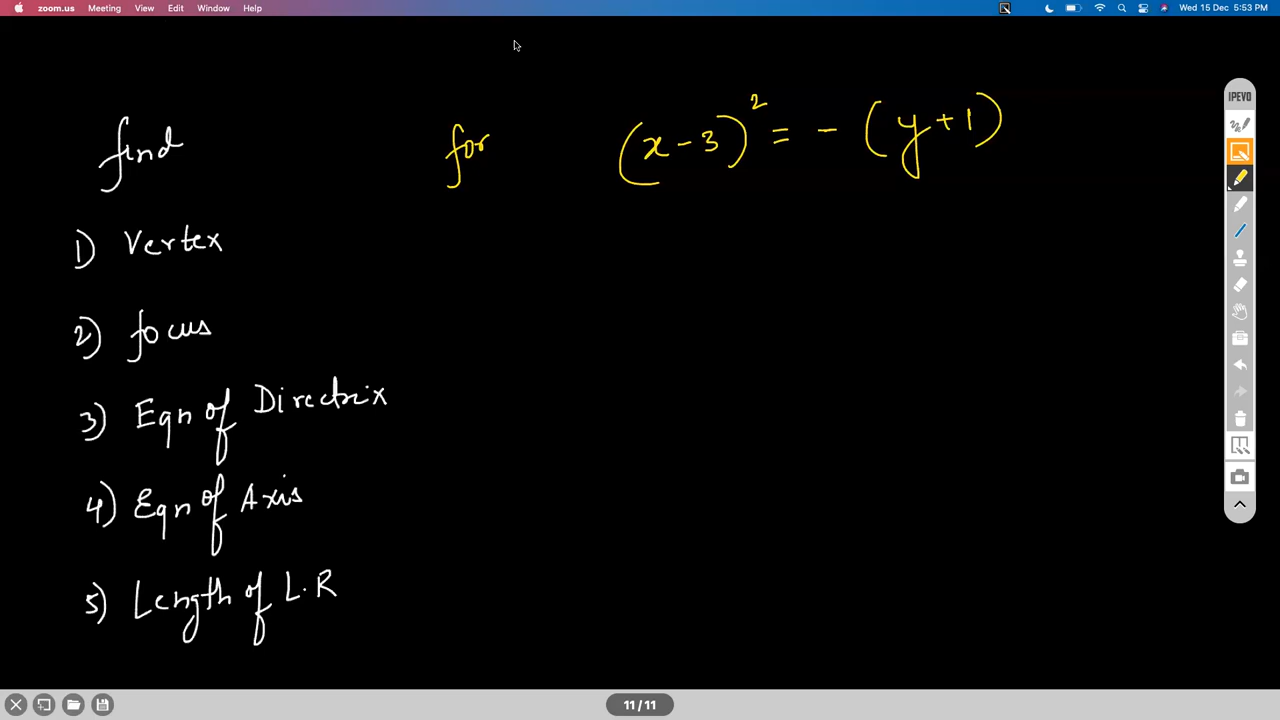 zoom.us Meeting View Edit Window Help Wed 15 Dec 5:53 PM
IPEVO
find for (x-3)² = - (y+1)
1) Vertex
2) focus
3) Eqn of Directrix
4) Eqn of Axis
5) Length of L.R
11/11